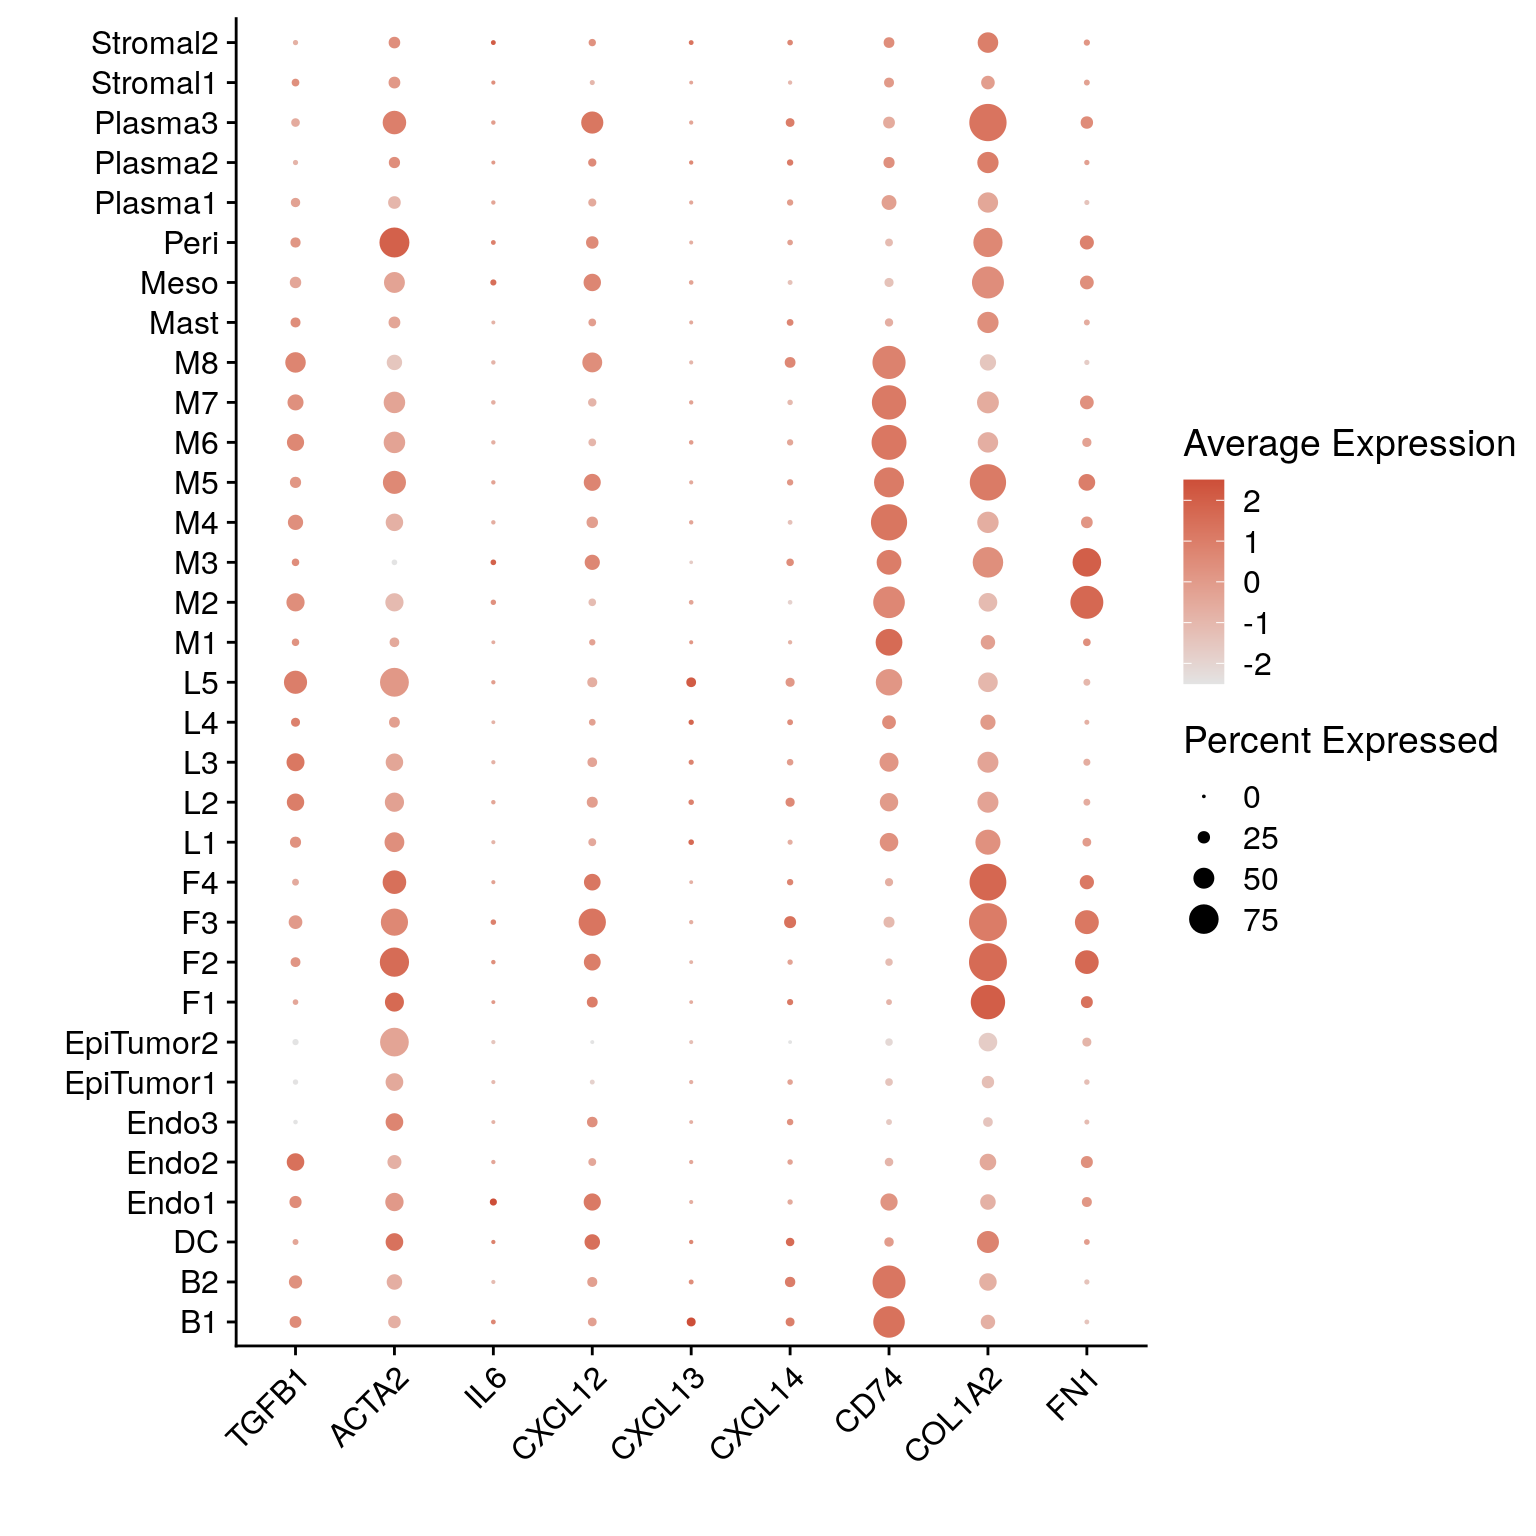 Stromal2
Stromal1
Plasma3
Plasma2
Plasma1
Peri
Meso
Mast
M8
M7
M6
M5
M4
M3
M2
M1
L5
L4
L3
L2
L1
F4
F3
F2
F1
EpiTumor2
EpiTumor1
Endo3
Endo2
Endo1
DC
B2
B1
TGFB1
ACTA2
IL6
CXCL12
CXCL13
CXCL14
CD74
COL1A2
FN1
Average Expression
2
1
0
-1
-2
Percent Expressed
0
25
50
75